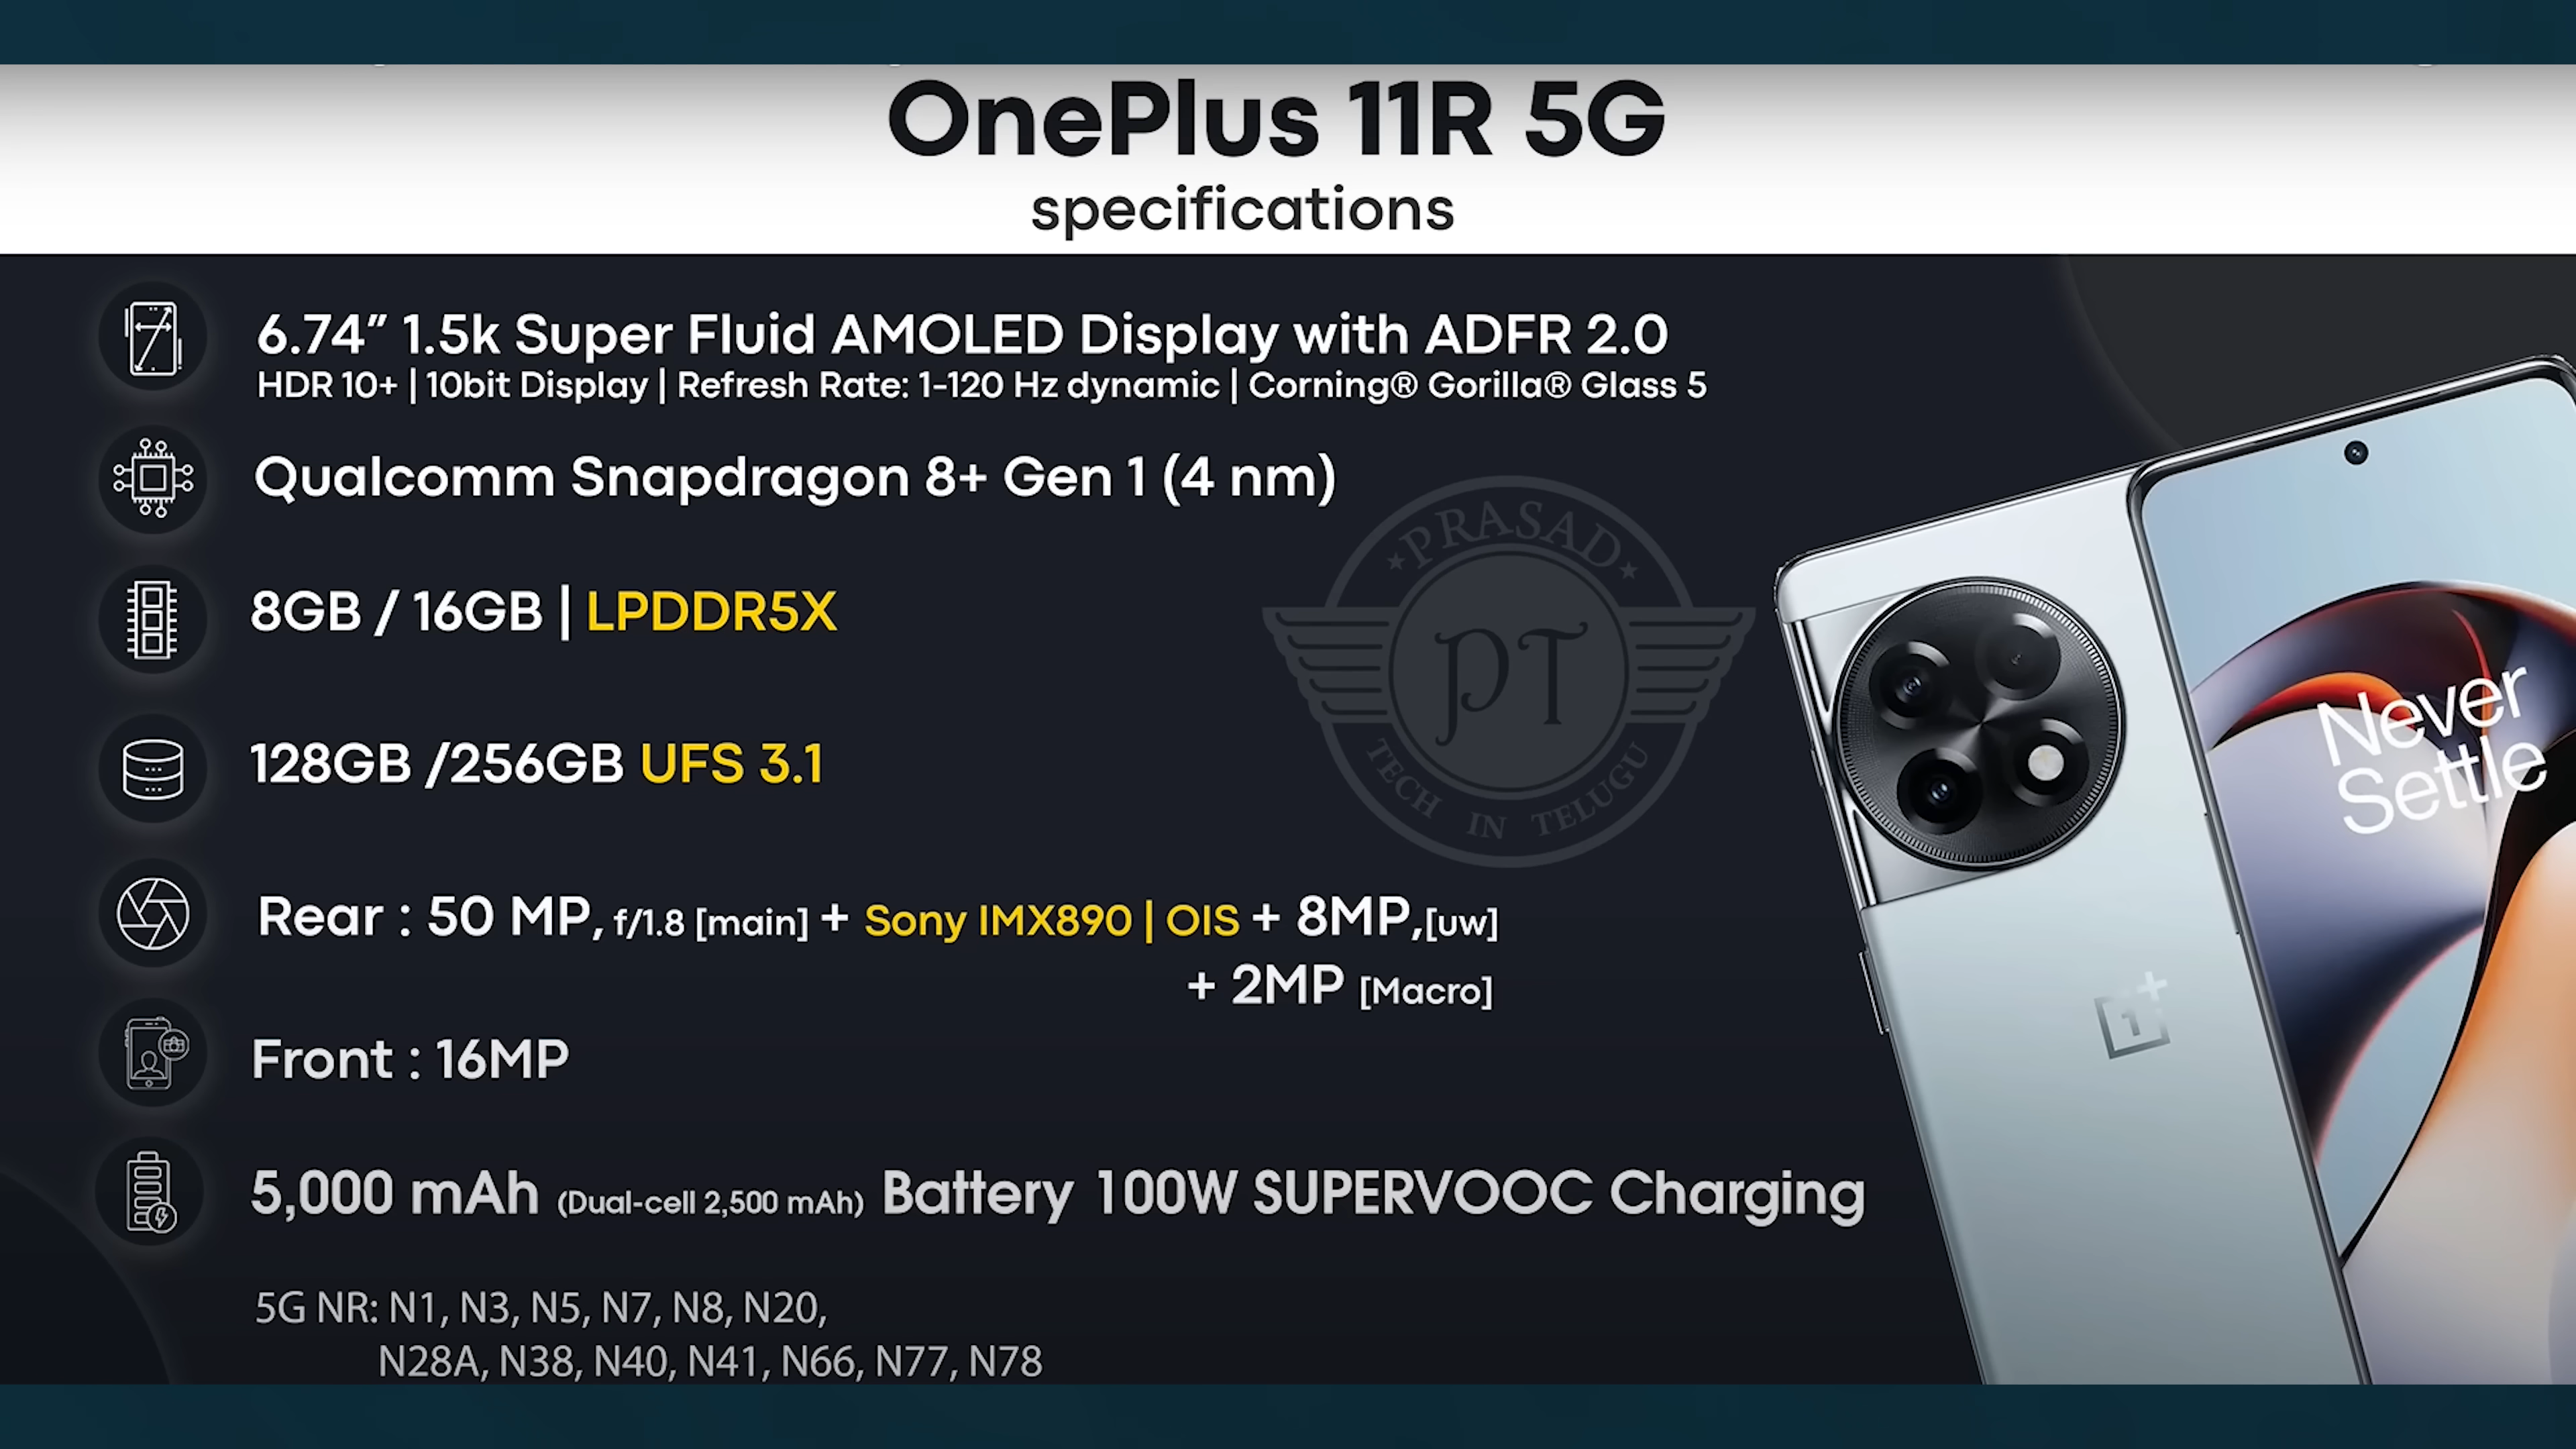 OnePlus 11R 5G
specifications
6.74” 1.5k Super Fluid AMOLED Display with ADFR 2.0
HDR 10+ | 10bit Display | Refresh Rate: 1-120 Hz dynamic | Corning® Gorilla® Glass 5
Qualcomm Snapdragon 8+ Gen 1 (4 nm)
8GB / 16GB | LPDDR5X
128GB /256GB UFS 3.1
Rear : 50 MP, f/1.8 [main] + Sony IMX890 | OIS + 8MP,[uw]
+ 2MP [Macro]
Front : 16MP
5,000 mAh (Dual-cell 2,500 mAh) Battery 100W SUPERVOOC Charging
5G NR: N1, N3, N5, N7, N8, N20,
N28A, N38, N40, N41, N66, N77, N78
PRASAD
PT
TECH IN TELUGU
Never
Settle
1+